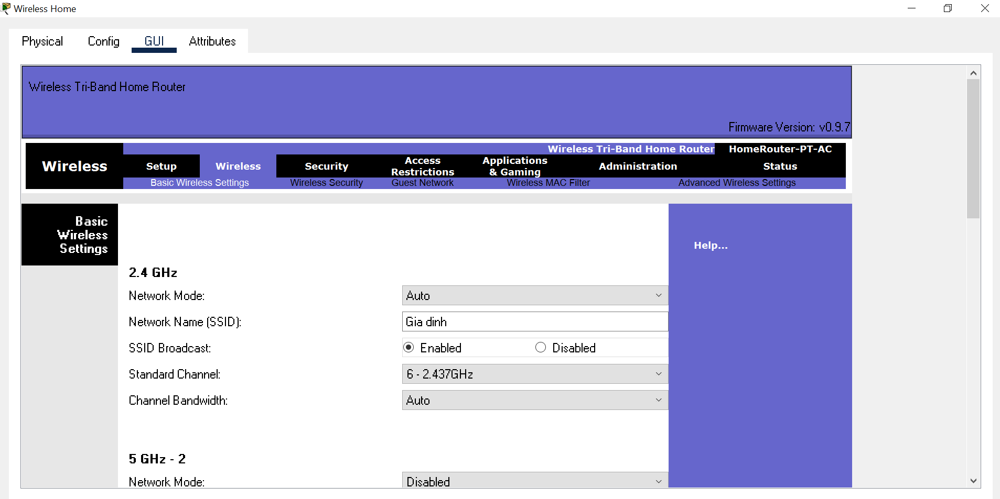 Wireless Home
Physical Config GUI Attributes
Wireless Tri-Band Home Router
Firmware Version: v0.9.7
Wireless Tri-Band Home Router HomeRouter-PT-AC
Wireless
Setup Wireless Security Access Restrictions Applications & Gaming Administration Status
Basic Wireless Settings Wireless Security Guest Network Wireless MAC Filter Advanced Wireless Settings
Basic
Wireless
Settings
Help...
2.4 GHz
Network Mode: Auto
Network Name (SSID): Gia dinh
SSID Broadcast: Enabled Disabled
Standard Channel: 6 - 2.437GHz
Channel Bandwidth: Auto
5 GHz - 2
Network Mode: Disabled